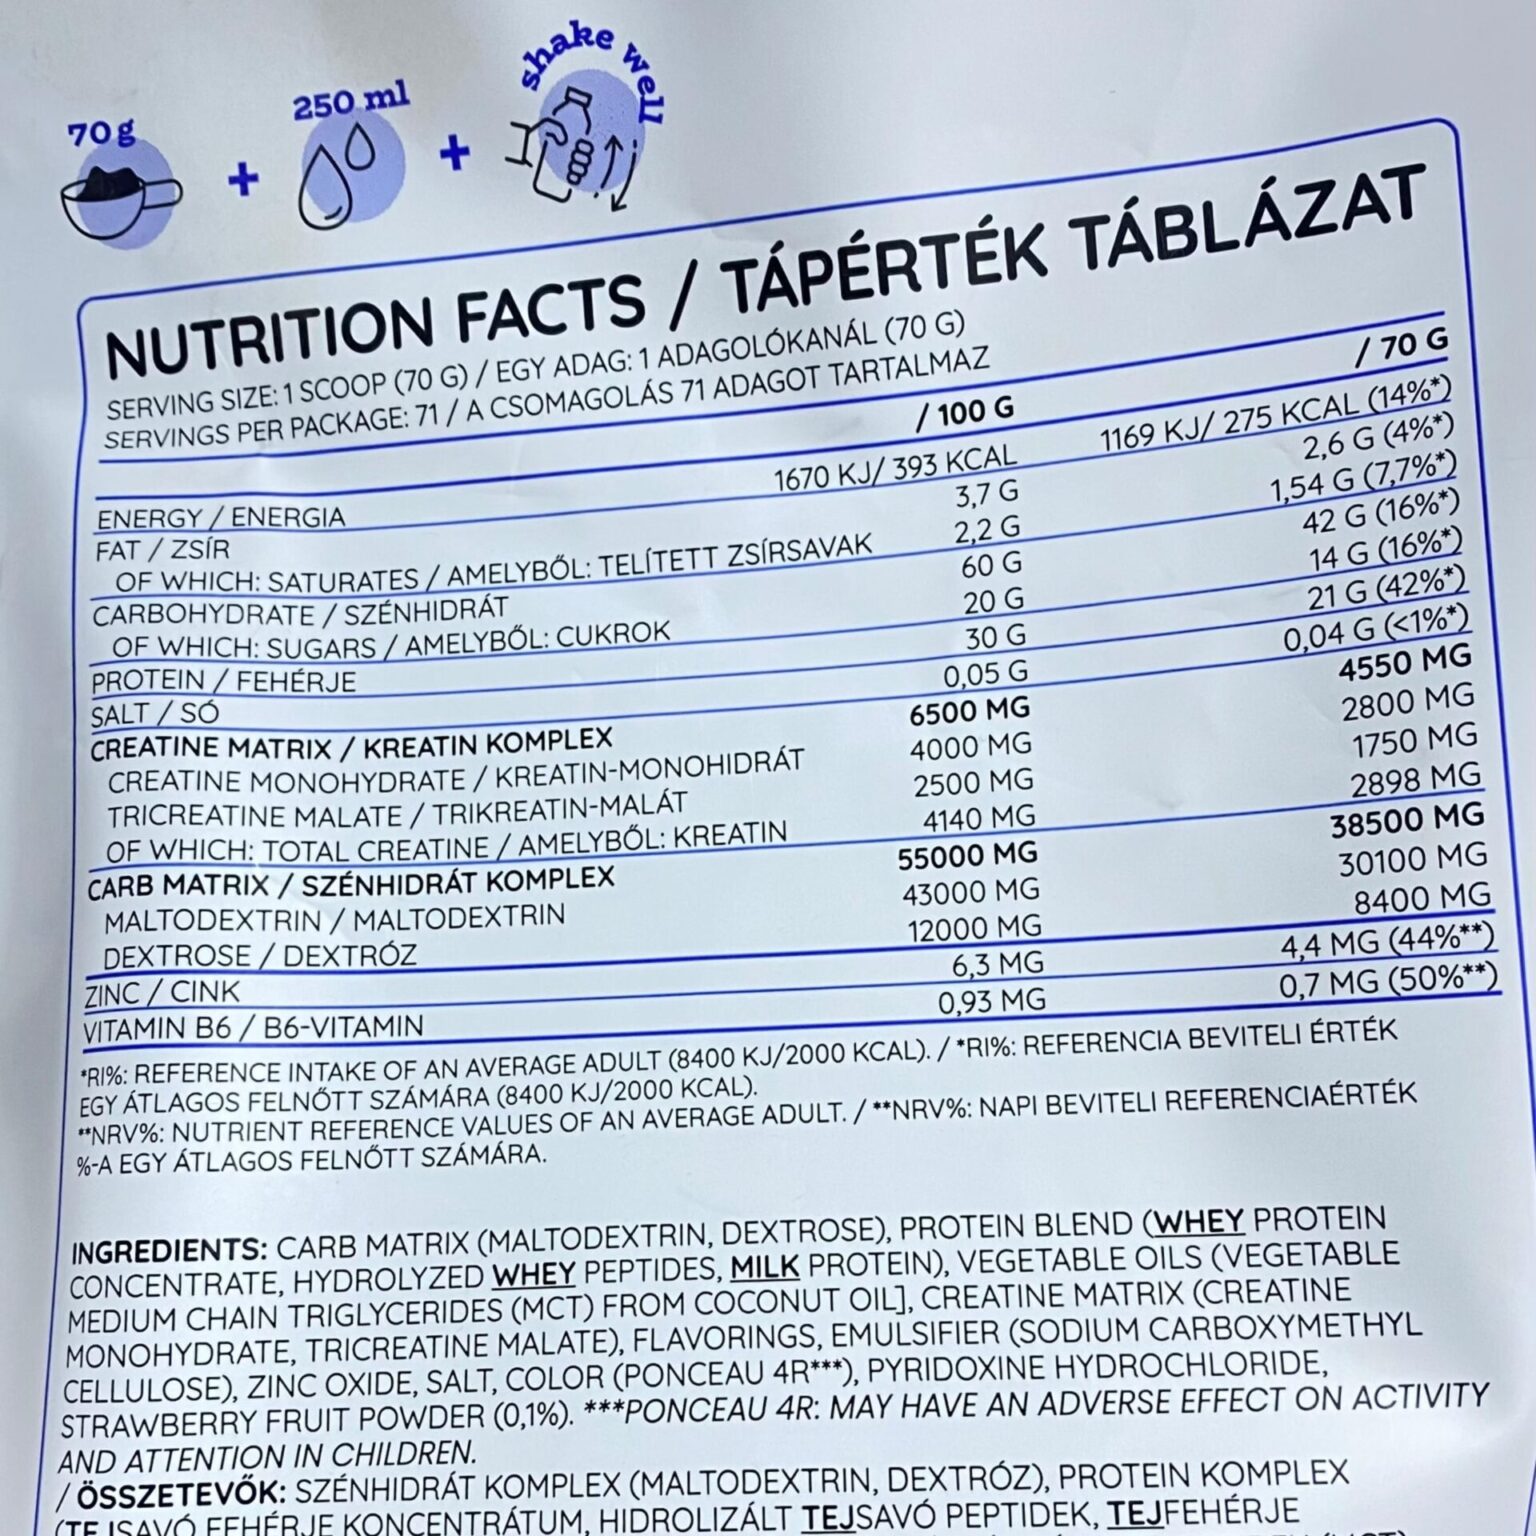 70g
250 ml
shake well
+
+
NUTRITION FACTS / TÁPÉRTÉK TÁBLÁZAT
SERVING SIZE: 1 SCOOP (70 G) / EGY ADAG: 1 ADAGOLÓKANÁL (70 G)
SERVINGS PER PACKAGE: 71 / A CSOMAGOLÁS 71 ADAGOT TARTALMAZ
/ 100 G / 70 G
ENERGY / ENERGIA 1670 KJ/ 393 KCAL 1169 KJ/ 275 KCAL (14%*)
FAT / ZSÍR 3,7 G 2,6 G (4%*)
OF WHICH: SATURATES / AMELYBŐL: TELÍTETT ZSÍRSAVAK 2,2 G 1,54 G (7,7%*)
CARBOHYDRATE / SZÉNHIDRÁT 60 G 42 G (16%*)
OF WHICH: SUGARS / AMELYBŐL: CUKROK 20 G 14 G (16%*)
PROTEIN / FEHÉRJE 30 G 21 G (42%*)
SALT / SÓ 0,05 G 0,04 G (<1%*)
CREATINE MATRIX / KREATIN KOMPLEX 6500 MG 4550 MG
CREATINE MONOHYDRATE / KREATIN-MONOHIDRÁT 4000 MG 2800 MG
TRICREATINE MALATE / TRIKREATIN-MALÁT 2500 MG 1750 MG
OF WHICH: TOTAL CREATINE / AMELYBŐL: KREATIN 4140 MG 2898 MG
CARB MATRIX / SZÉNHIDRÁT KOMPLEX 55000 MG 38500 MG
MALTODEXTRIN / MALTODEXTRIN 43000 MG 30100 MG
DEXTROSE / DEXTRÓZ 12000 MG 8400 MG
ZINC / CINK 6,3 MG 4,4 MG (44%**)
VITAMIN B6 / B6-VITAMIN 0,93 MG 0,7 MG (50%**)
*RI%: REFERENCE INTAKE OF AN AVERAGE ADULT (8400 KJ/2000 KCAL). / *RI%: REFERENCIA BEVITELI ÉRTÉK
EGY ÁTLAGOS FELNŐTT SZÁMÁRA (8400 KJ/2000 KCAL).
**NRV%: NUTRIENT REFERENCE VALUES OF AN AVERAGE ADULT. / **NRV%: NAPI BEVITELI REFERENCIAÉRTÉK
%-A EGY ÁTLAGOS FELNŐTT SZÁMÁRA.
INGREDIENTS: CARB MATRIX (MALTODEXTRIN, DEXTROSE), PROTEIN BLEND (WHEY PROTEIN
CONCENTRATE, HYDROLYZED WHEY PEPTIDES, MILK PROTEIN), VEGETABLE OILS (VEGETABLE
MEDIUM CHAIN TRIGLYCERIDES (MCT) FROM COCONUT OIL], CREATINE MATRIX (CREATINE
MONOHYDRATE, TRICREATINE MALATE), FLAVORINGS, EMULSIFIER (SODIUM CARBOXYMETHYL
CELLULOSE), ZINC OXIDE, SALT, COLOR (PONCEAU 4R***), PYRIDOXINE HYDROCHLORIDE,
STRAWBERRY FRUIT POWDER (0,1%). ***PONCEAU 4R: MAY HAVE AN ADVERSE EFFECT ON ACTIVITY
AND ATTENTION IN CHILDREN.
/ ÖSSZETEVŐK: SZÉNHIDRÁT KOMPLEX (MALTODEXTRIN, DEXTRÓZ), PROTEIN KOMPLEX
(TEJSAVÓ FEHÉRJE KONCENTRÁTUM, HIDROLIZÁLT TEJSAVÓ PEPTIDEK, TEJFEHÉRJE